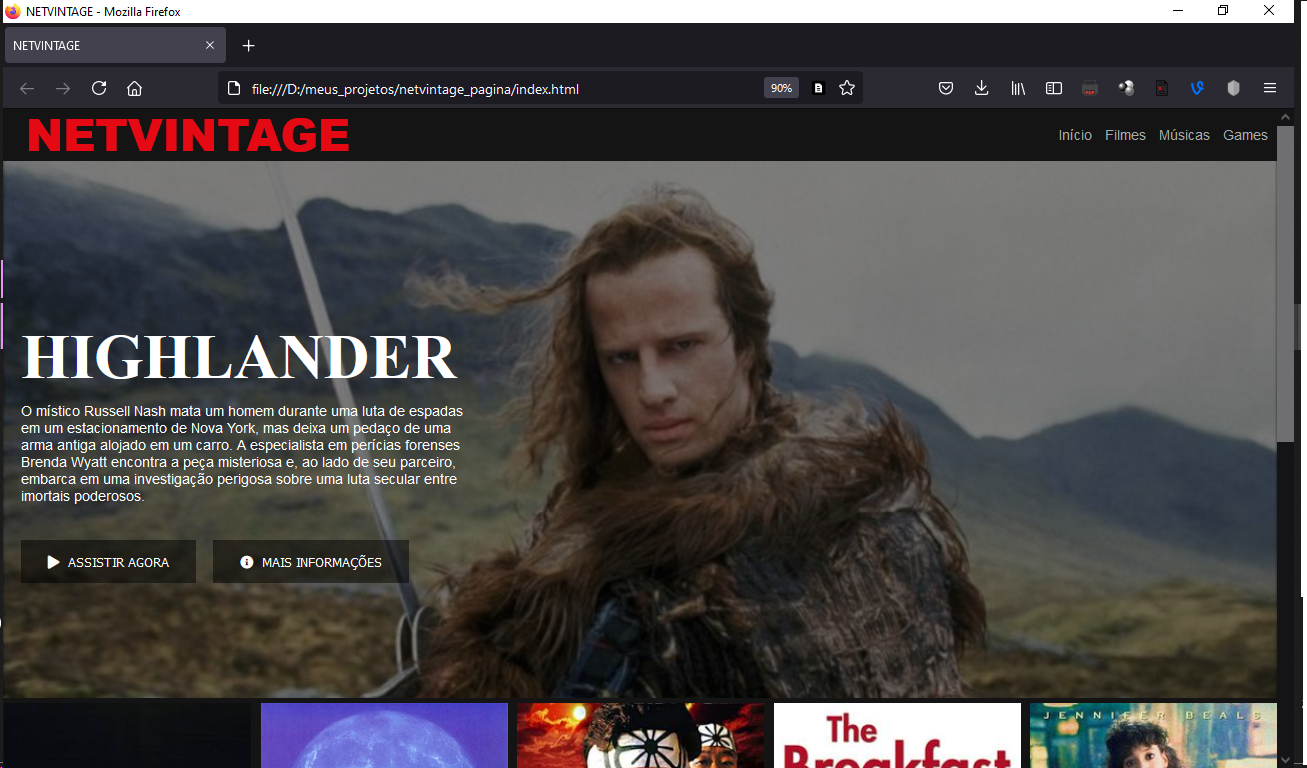 NETVINTAGE - Mozilla Firefox
NETVINTAGE
file:///D:/meus_projetos/netvintage_pagina/index.html
90%
NETVINTAGE
Início Filmes Músicas Games
HIGHLANDER
O místico Russell Nash mata um homem durante uma luta de espadas
em um estacionamento de Nova York, mas deixa um pedaço de uma
arma antiga alojado em um carro. A especialista em perícias forenses
Brenda Wyatt encontra a peça misteriosa e, ao lado de seu parceiro,
embarca em uma investigação perigosa sobre uma luta secular entre
imortais poderosos.
ASSISTIR AGORA
MAIS INFORMAÇÕES
The
Breakfast
JENNIFER BEALS